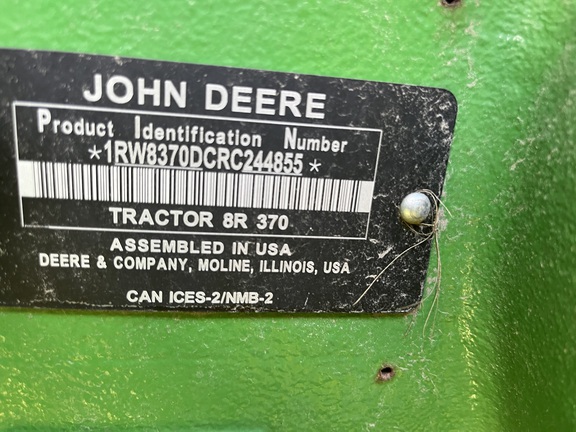 JOHN DEERE
Product Identification Number
*1RW8370DCRC244855*
TRACTOR 8R 370
ASSEMBLED IN USA
DEERE & COMPANY, MOLINE, ILLINOIS, USA
CAN ICES-2/NMB-2